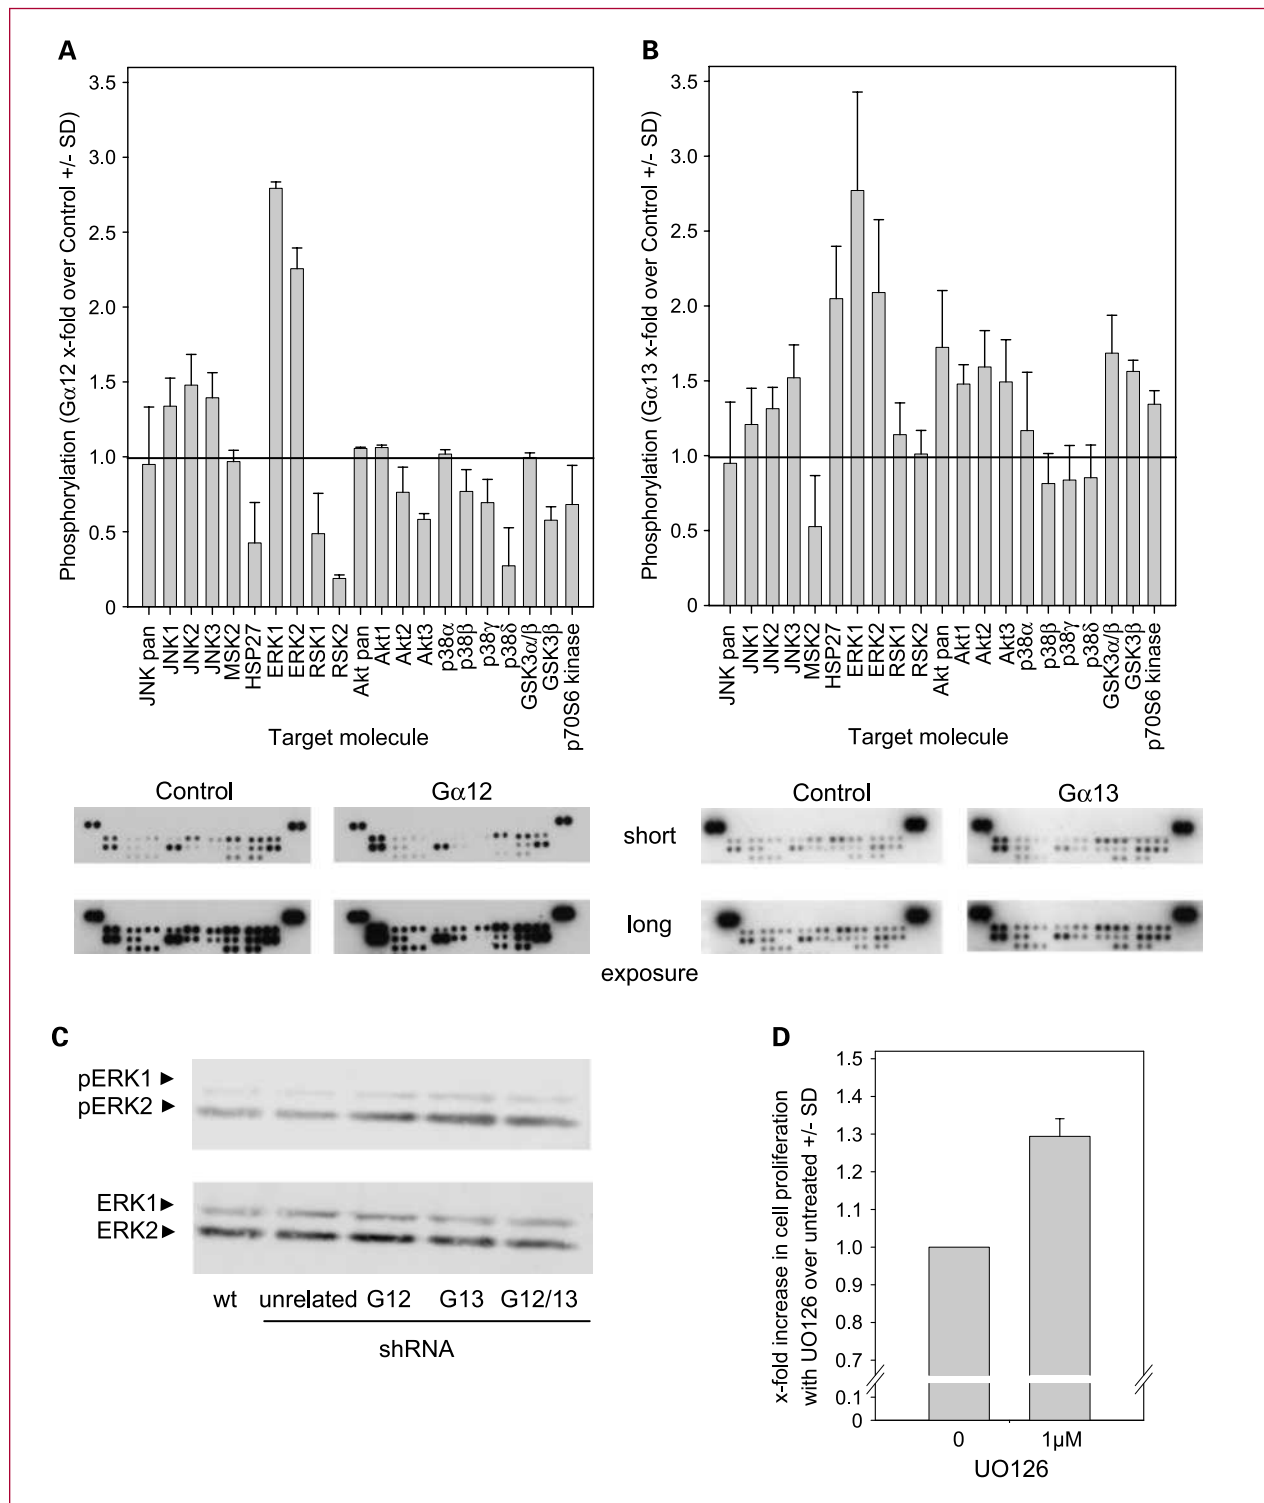 A
Phosphorylation (Gα12 x-fold over Control +/- SD)
3.5
3.0
2.5
2.0
1.5
1.0
0.5
0
JNK pan
JNK1
JNK2
JNK3
MSK2
HSP27
ERK1
ERK2
RSK1
RSK2
Akt pan
Akt1
Akt2
Akt3
p38α
p38β
p38γ
p38δ
GSK3α/β
GSK3β
p70S6 kinase
Target molecule
B
Phosphorylation (Gα13 x-fold over Control +/- SD)
3.5
3.0
2.5
2.0
1.5
1.0
0.5
0
JNK pan
JNK1
JNK2
JNK3
MSK2
HSP27
ERK1
ERK2
RSK1
RSK2
Akt pan
Akt1
Akt2
Akt3
p38α
p38β
p38γ
p38δ
GSK3α/β
GSK3β
p70S6 kinase
Target molecule
Control Gα12 Control Gα13
short
long
exposure
C
pERK1
pERK2
ERK1
ERK2
wt unrelated G12 G13 G12/13
shRNA
D
x-fold increase in cell proliferation
with UO126 over untreated +/- SD
1.5
1.4
1.3
1.2
1.1
1.0
0.9
0.8
0.7
0.1
0
0 1µM
UO126